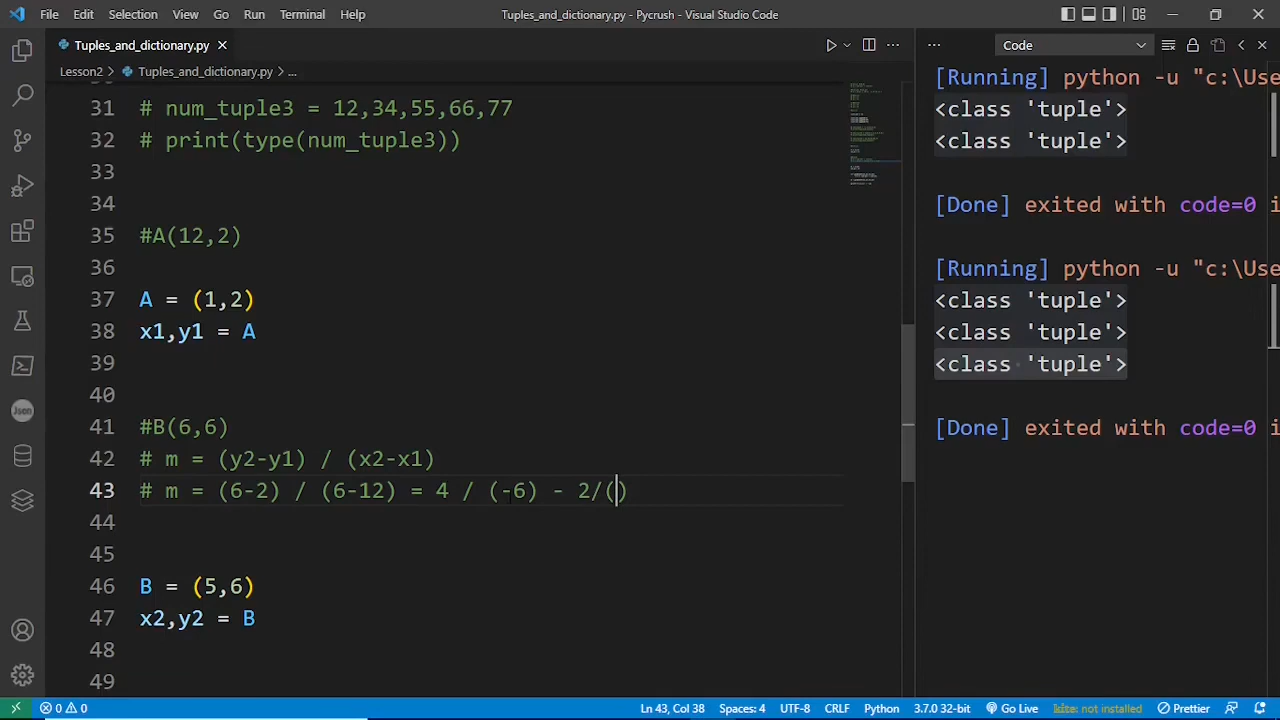 File Edit Selection View Go Run Terminal Help
Tuples_and_dictionary.py - Pycrush - Visual Studio Code
Tuples_and_dictionary.py
Lesson2 > Tuples_and_dictionary.py > ...
31 # num_tuple3 = 12,34,55,66,77
32 # print(type(num_tuple3))
33
34
35 #A(12,2)
36
37 A = (1,2)
38 x1,y1 = A
39
40
41 #B(6,6)
42 # m = (y2-y1) / (x2-x1)
43 # m = (6-2) / (6-12) = 4 / (-6) - 2/()
44
45
46 B = (5,6)
47 x2,y2 = B
48
49
Code
[Running] python -u "c:\Use
<class 'tuple'>
<class 'tuple'>
[Done] exited with code=0 i
[Running] python -u "c:\Use
<class 'tuple'>
<class 'tuple'>
<class 'tuple'>
[Done] exited with code=0 i
Json
0 0
Ln 43, Col 38 Spaces: 4 UTF-8 CRLF Python 3.7.0 32-bit Go Live kite: not installed Prettier